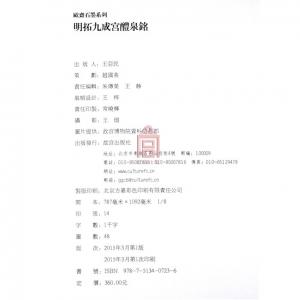 歐齋石墨系列
明拓九成宮醴泉銘
出 版 人：王亞民
策 劃：趙國英
責任編輯：朱傳榮 王 静
裝幀設計：王 梓
責任印製：常曉輝
攝 影：王 琎
圖片提供：故宮博物院資料信息部
出版發行：故宮出版社
地址：北京市東城區景山前街4號 郵編：100009
電話：010-85007808 010-85007816 傳真：010-65129479
網址：www.culturefc.cn
郵箱：ggcb@culturefc.cn
製版印刷：北京方嘉彩色印刷有限責任公司
開 本：787毫米×1092毫米 1/8
印 張：14
字 數：1千字
圖 數：48
版 次：2013年3月第1版
2013年3月第1次印刷
書 號：ISBN 978-7-5134-0723-6
定 價：360.00元